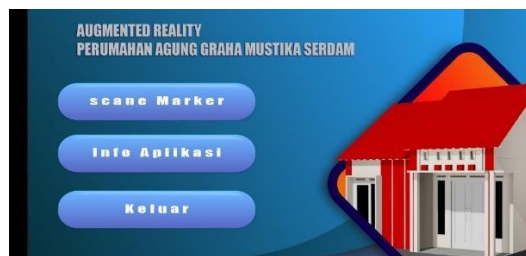 AUGMENTED REALITY
PERUMAHAN AGUNG GRAHA MUSTIKA SERDAM
scane Marker
Info Aplikasi
Keluar